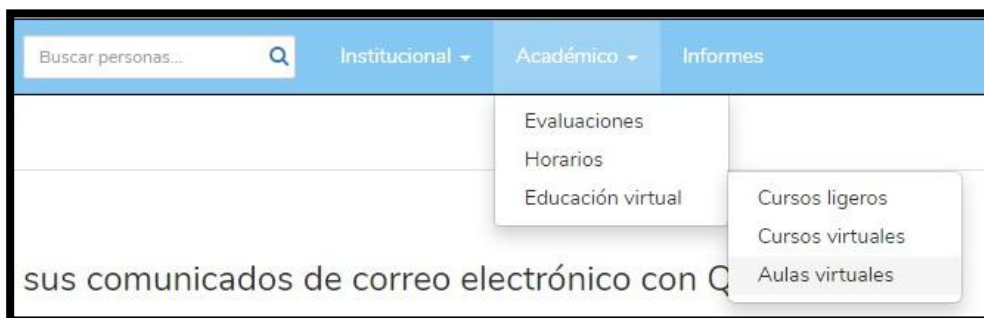 Buscar personas... Institucional Académico Informes
Evaluaciones
Horarios
Educación virtual
Cursos ligeros
Cursos virtuales
Aulas virtuales
sus comunicados de correo electrónico con